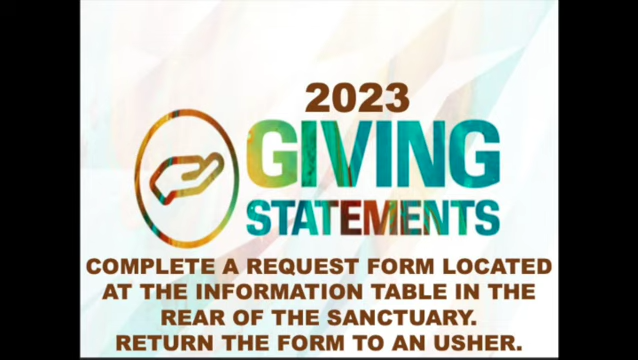 2023
GIVING
STATEMENTS
COMPLETE A REQUEST FORM LOCATED
AT THE INFORMATION TABLE IN THE
REAR OF THE SANCTUARY.
RETURN THE FORM TO AN USHER.